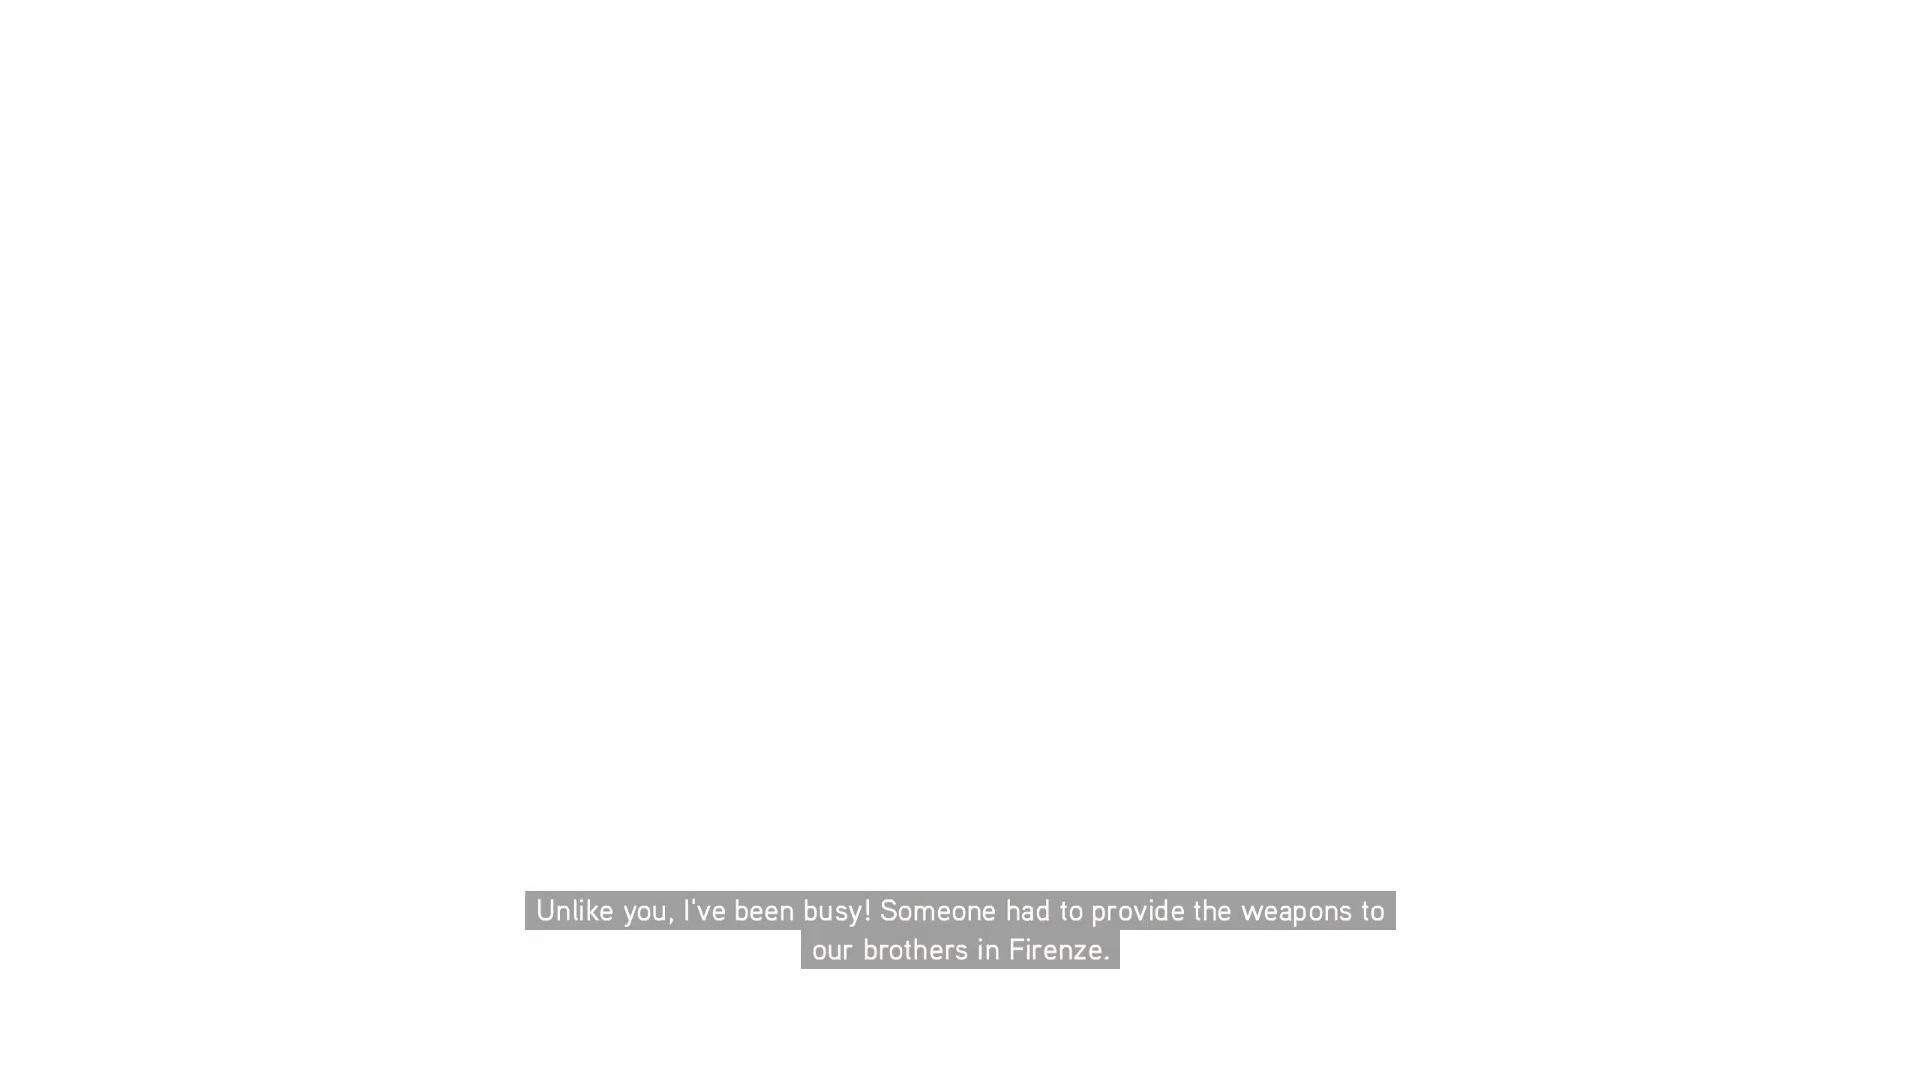 Unlike you, I've been busy! Someone had to provide the weapons to
our brothers in Firenze.